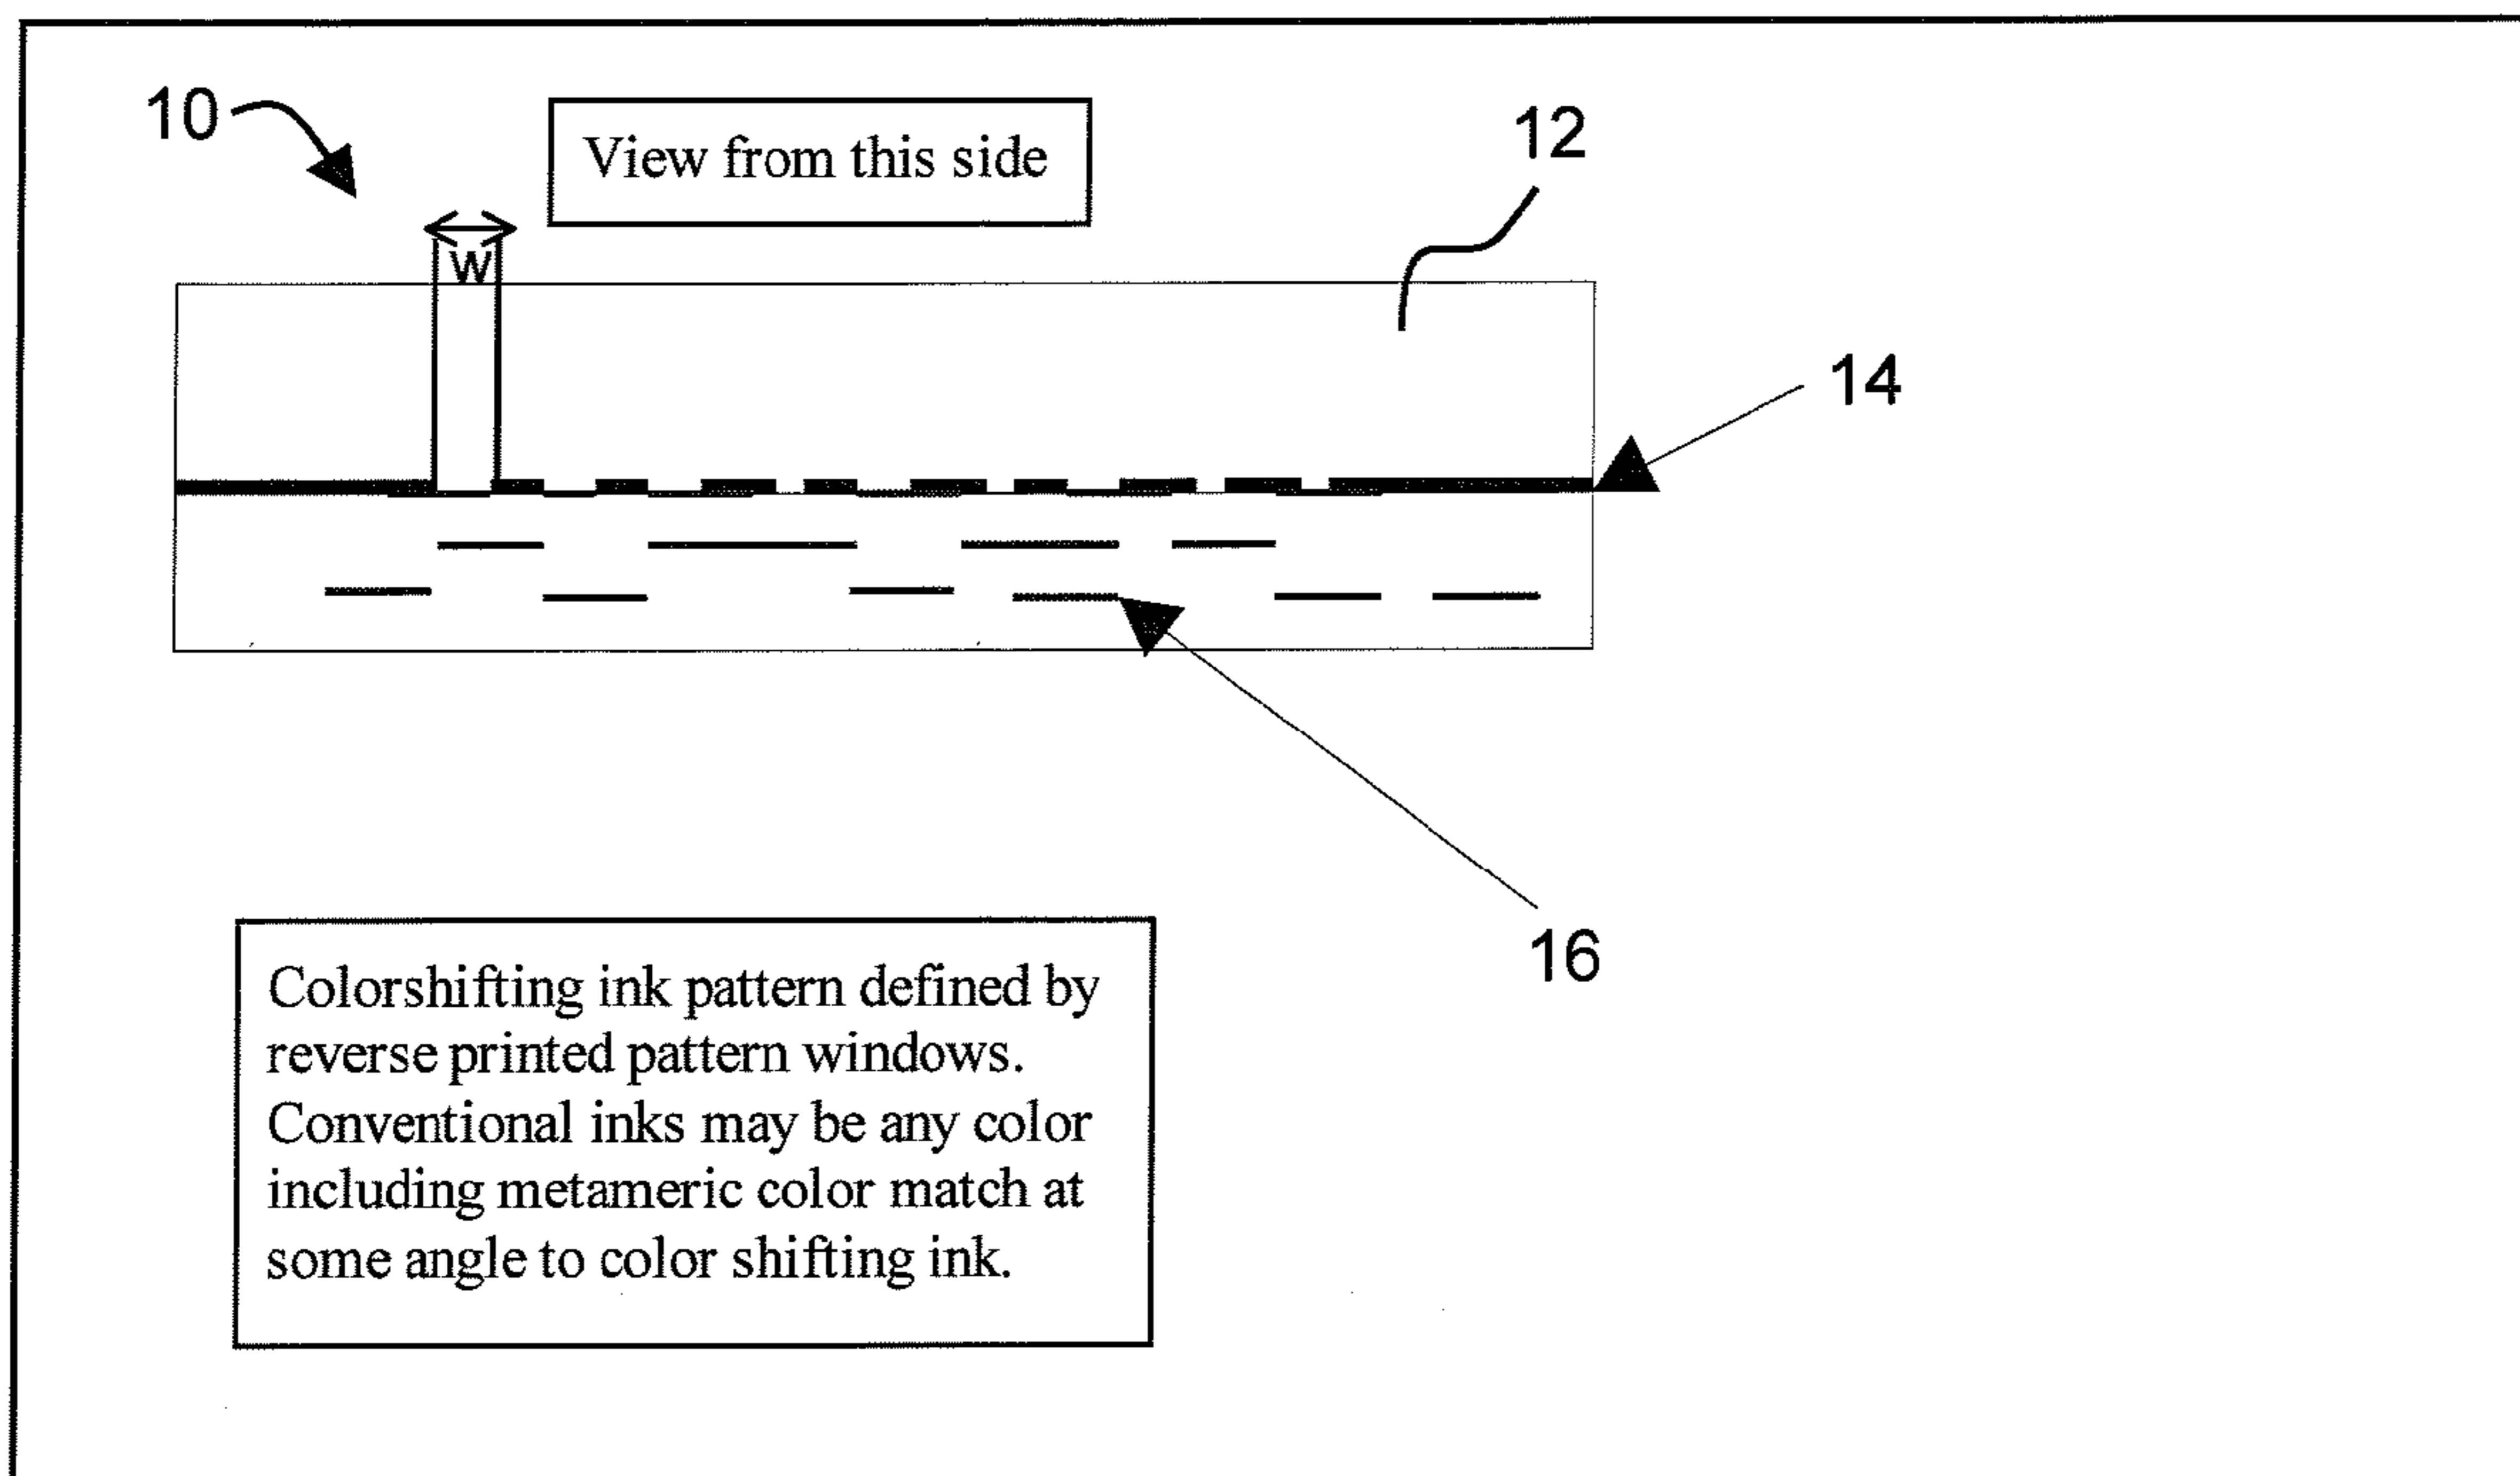 10
View from this side
12
w
14
16
Colorshifting ink pattern defined by
reverse printed pattern windows.
Conventional inks may be any color
including metameric color match at
some angle to color shifting ink.